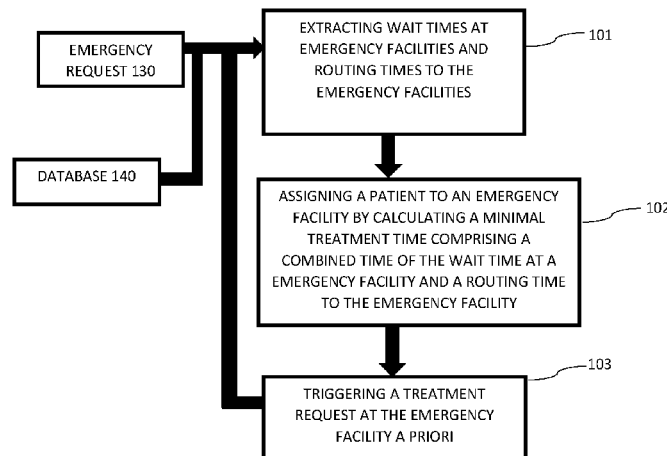 EMERGENCY
REQUEST 130
DATABASE 140
EXTRACTING WAIT TIMES AT
EMERGENCY FACILITIES AND
ROUTING TIMES TO THE
EMERGENCY FACILITIES
101
ASSIGNING A PATIENT TO AN EMERGENCY
FACILITY BY CALCULATING A MINIMAL
TREATMENT TIME COMPRISING A
COMBINED TIME OF THE WAIT TIME AT A
EMERGENCY FACILITY AND A ROUTING TIME
TO THE EMERGENCY FACILITY
102
TRIGGERING A TREATMENT
REQUEST AT THE EMERGENCY
FACILITY A PRIORI
103